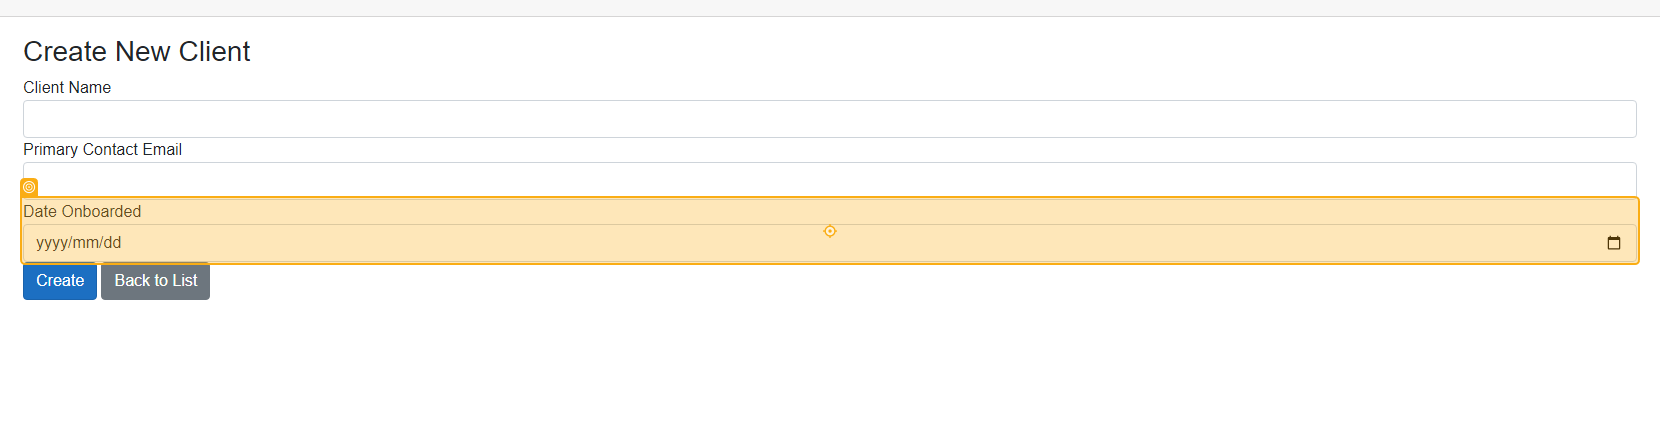 Create New Client
Client Name
Primary Contact Email
Date Onboarded
yyyy/mm/dd
Create Back to List